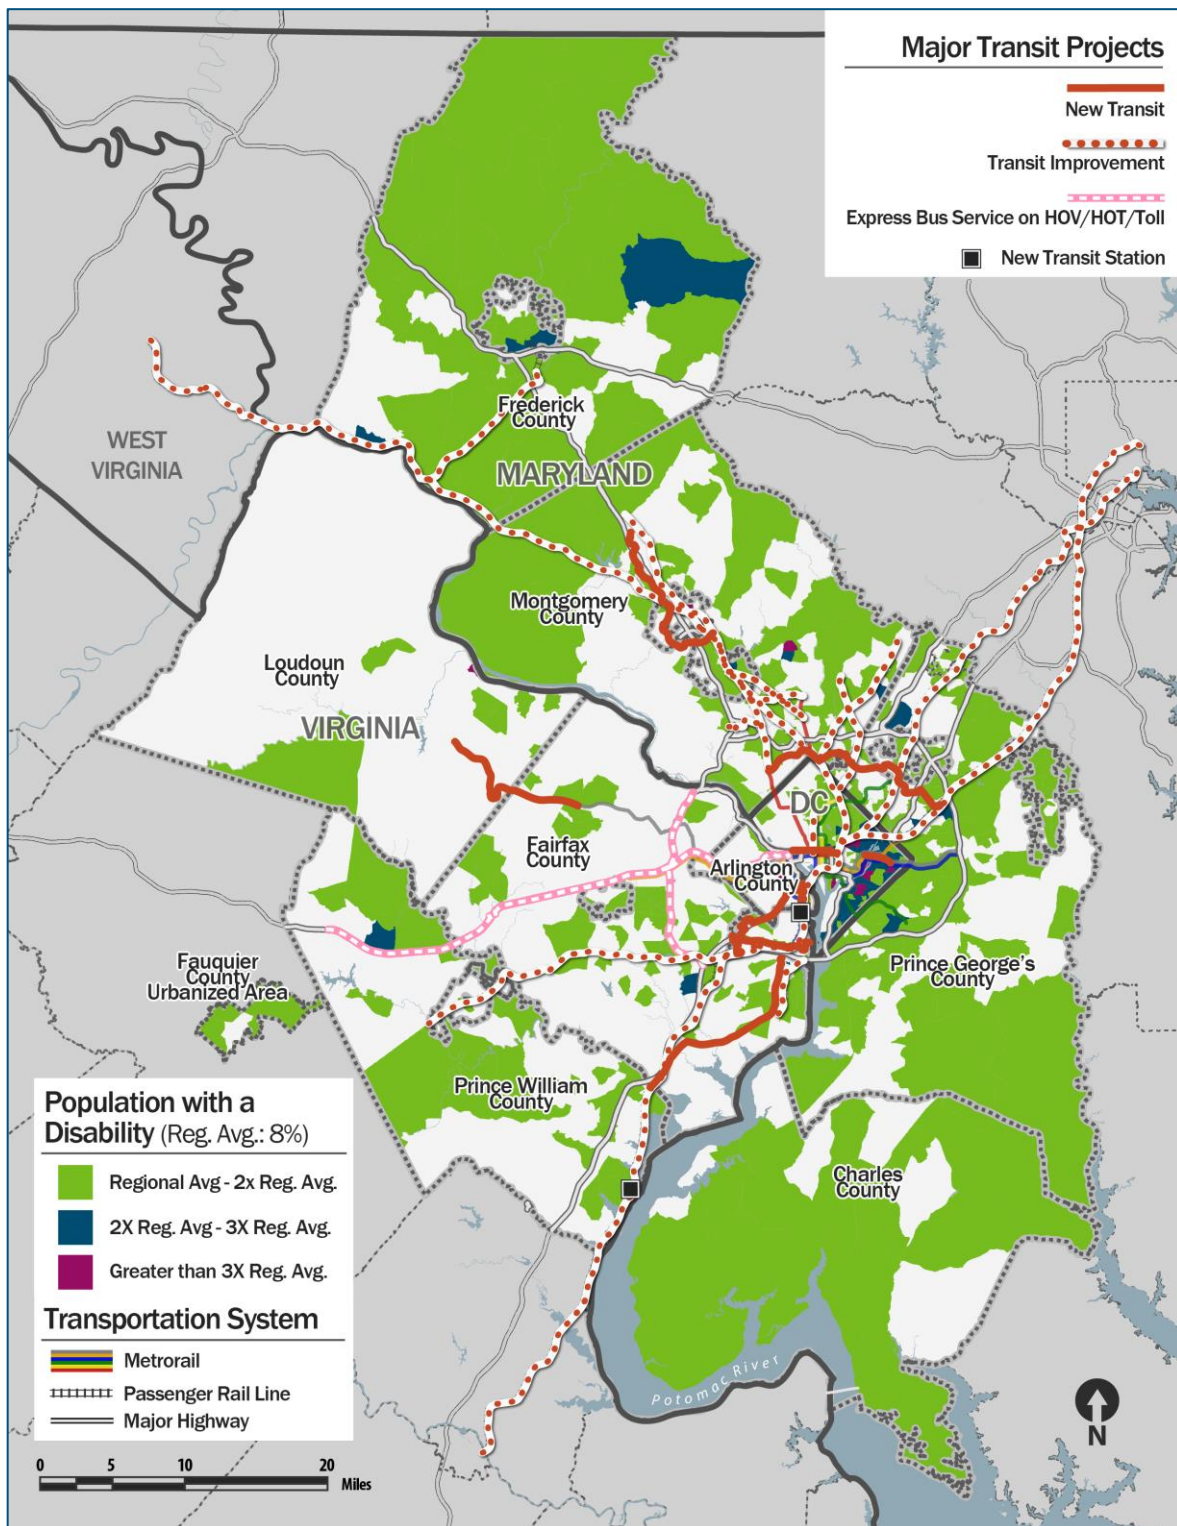 Major Transit Projects
New Transit
Transit Improvement
Express Bus Service on HOV/HOT/Toll
New Transit Station
Frederick
County
WEST
VIRGINIA
MARYLAND
Montgomery
County
Loudoun
County
VIRGINIA
DC
Fairfax
County
Arlington
County
Fauquier
County
Urbanized Area
Prince George's
County
Prince William
County
Charles
County
Potomac River
Population with a
Disability (Reg. Avg.: 8%)
Regional Avg - 2x Reg. Avg.
2X Reg. Avg - 3X Reg. Avg.
Greater than 3X Reg. Avg.
Transportation System
Metrorail
Passenger Rail Line
Major Highway
0 5 10 20
Miles
N